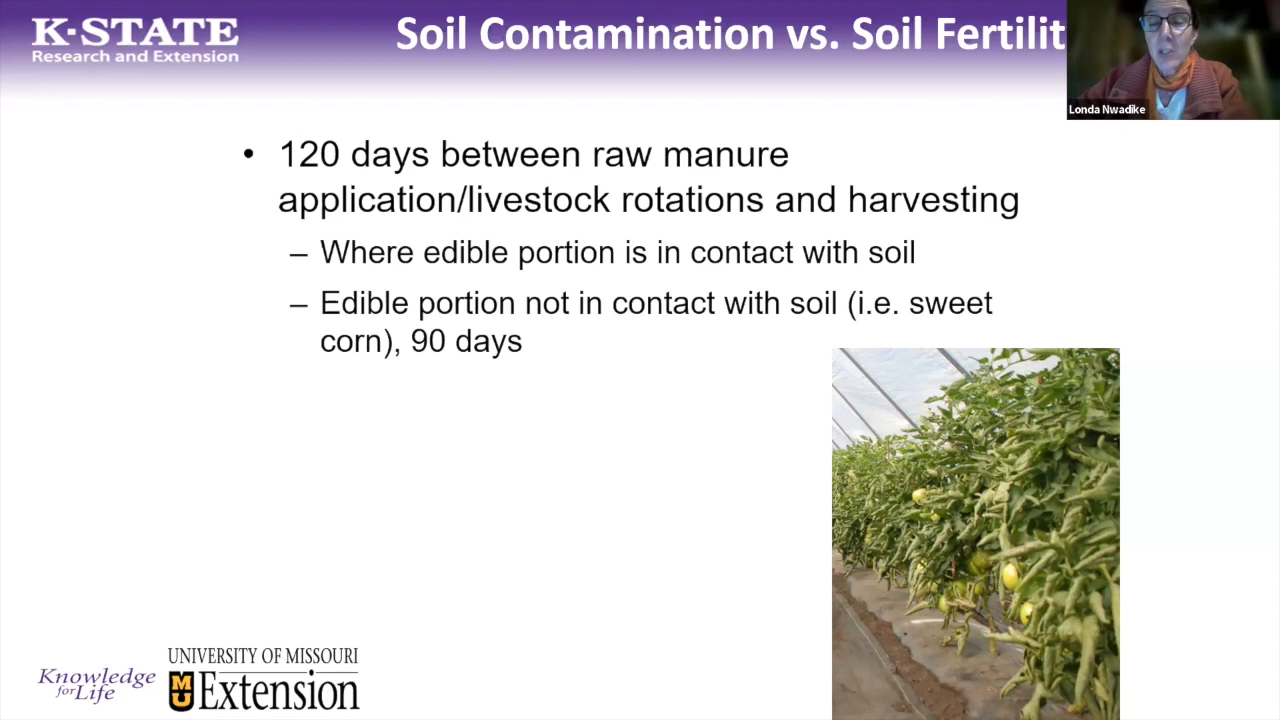 K-STATE
Research and Extension
Soil Contamination vs. Soil Fertilit
Londa Nwadike
• 120 days between raw manure
application/livestock rotations and harvesting
– Where edible portion is in contact with soil
– Edible portion not in contact with soil (i.e. sweet
corn), 90 days
Knowledge
for Life
UNIVERSITY OF MISSOURI
MU Extension